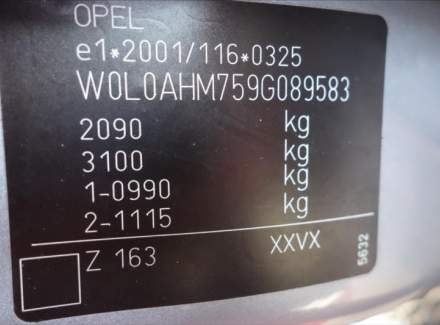 OPEL
e1*2001/116*0325
W0L0AHM759G089583
2090 kg
3100 kg
1-0990 kg
2-1115 kg
Z 163 XXVX
5632